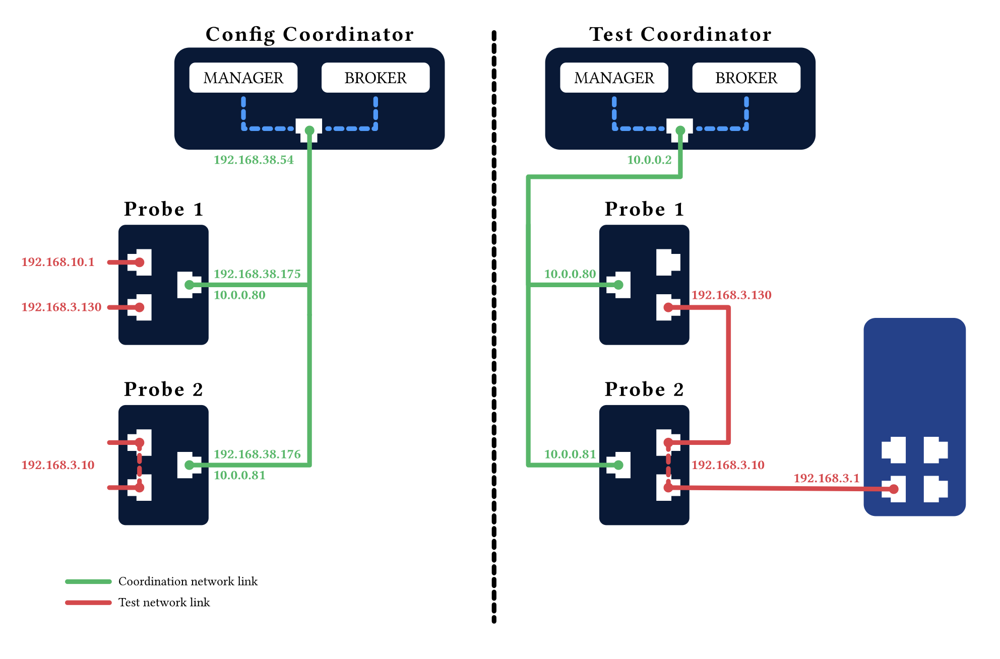 Config Coordinator
MANAGER
BROKER
192.168.38.54
Probe 1
192.168.10.1
192.168.3.130
192.168.38.175
10.0.0.80
Probe 2
192.168.3.10
192.168.38.176
10.0.0.81
Coordination network link
Test network link
Test Coordinator
MANAGER
BROKER
10.0.0.2
Probe 1
10.0.0.80
192.168.3.130
Probe 2
10.0.0.81
192.168.3.10
192.168.3.1